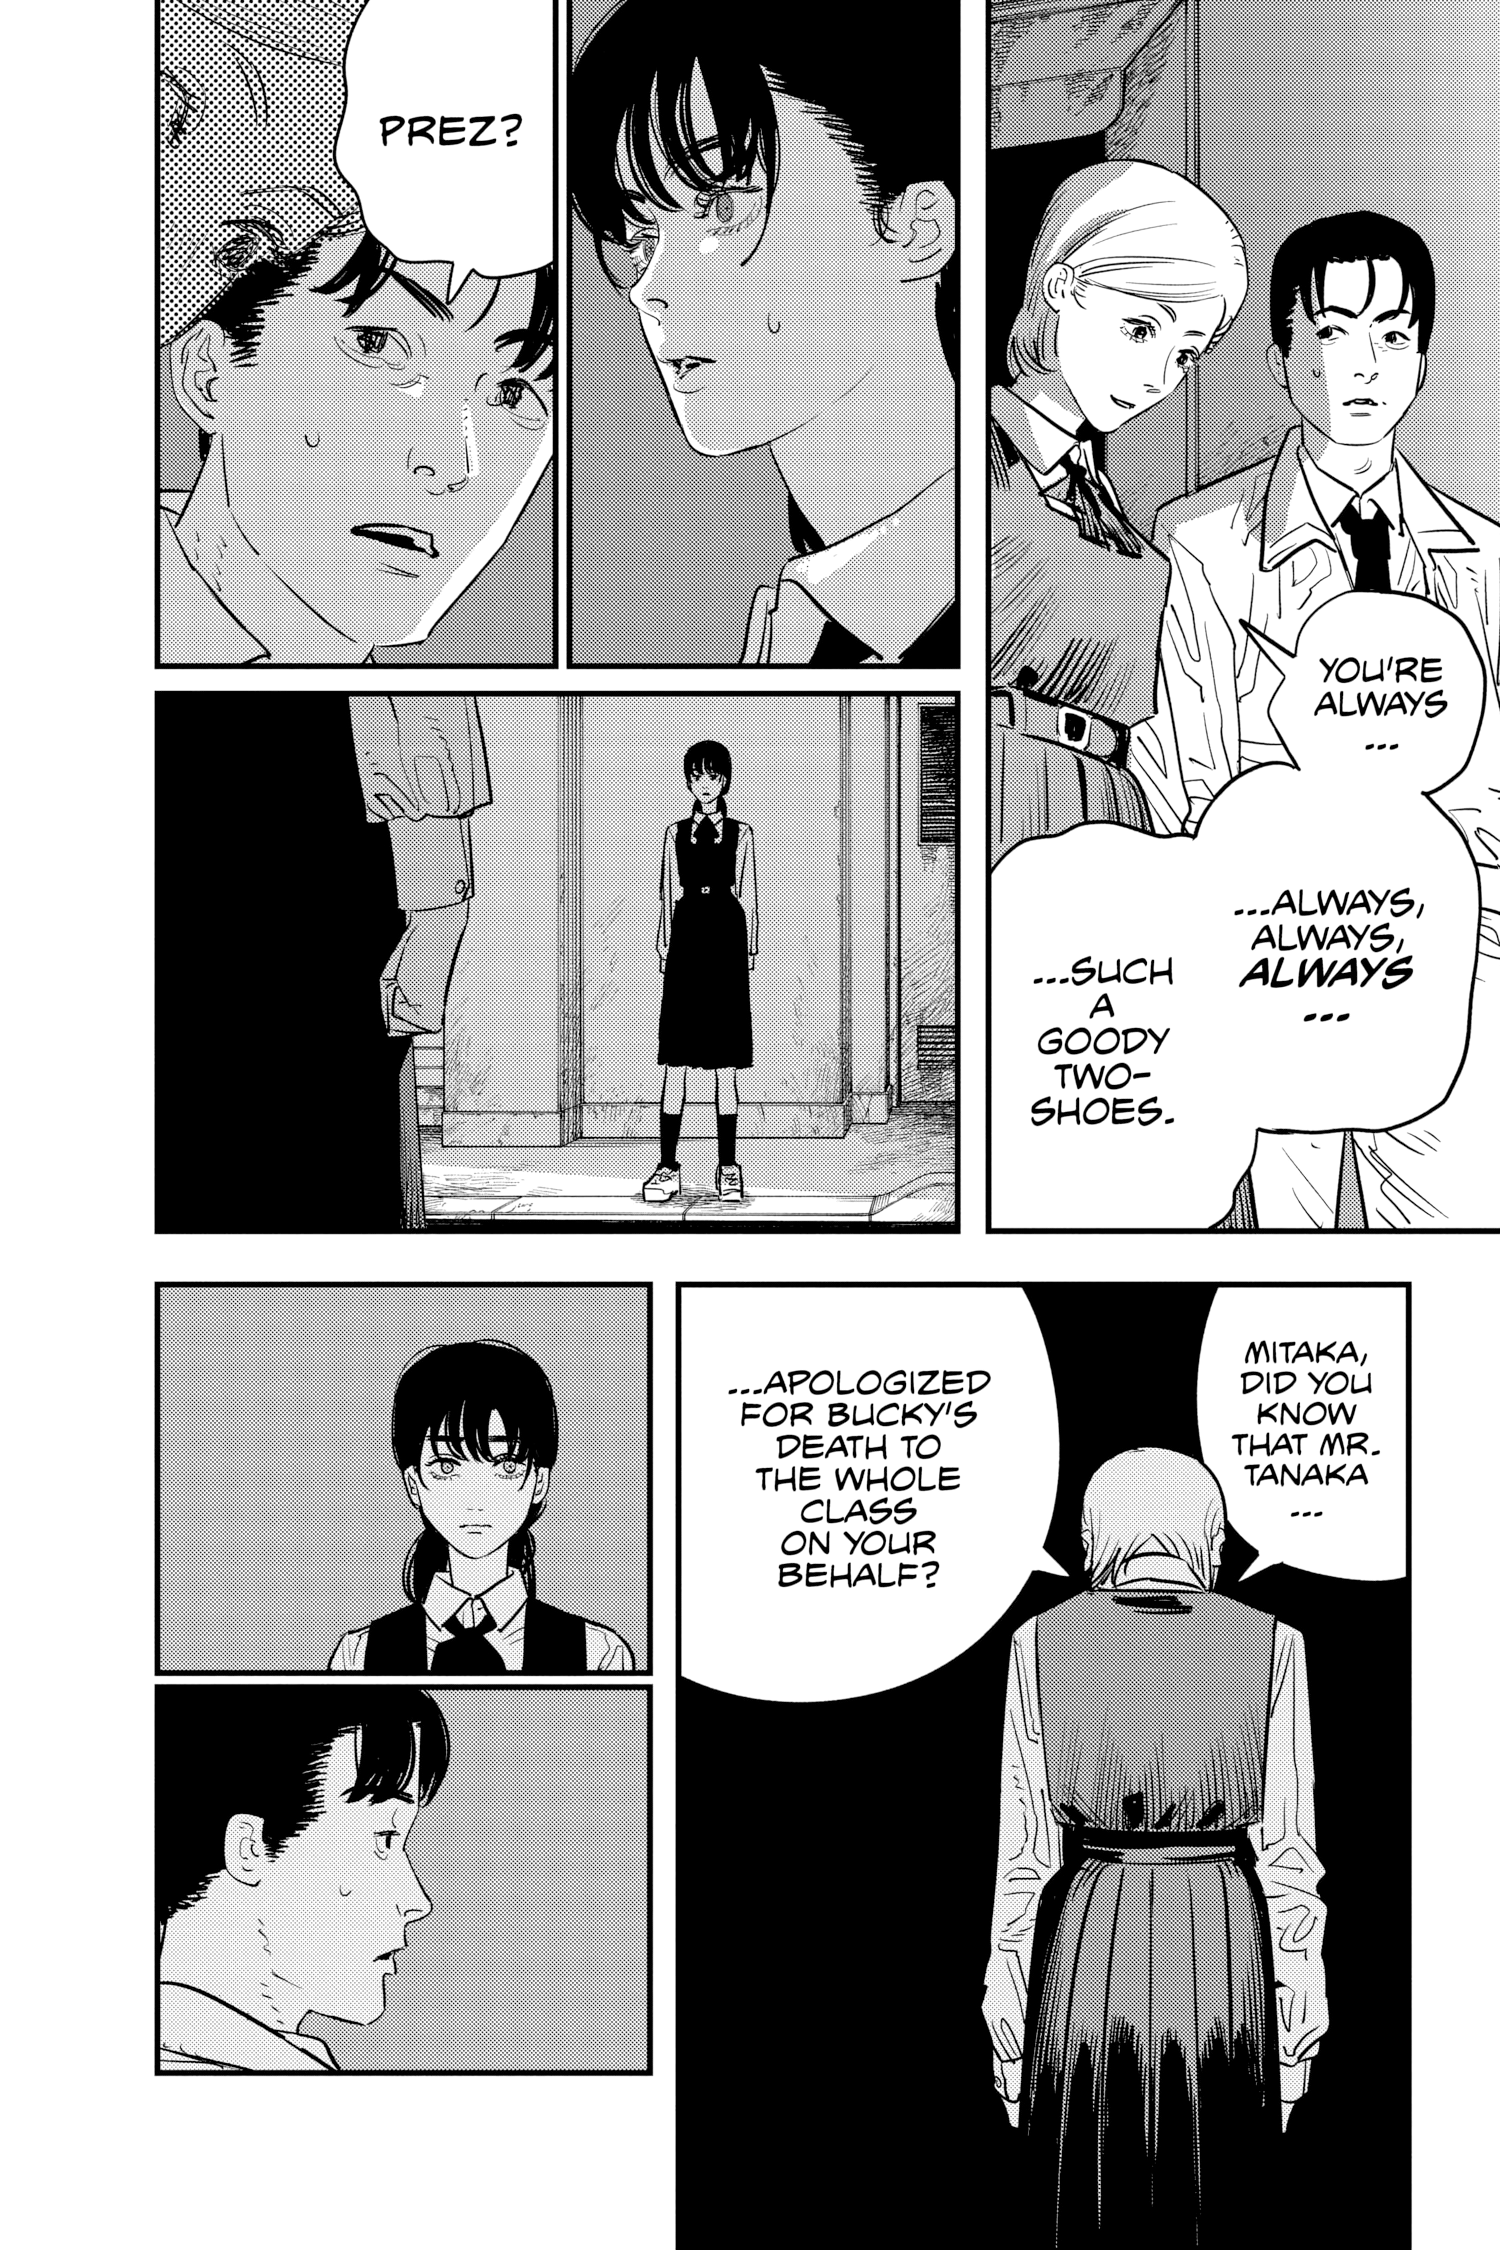 YOU'RE
ALWAYS
...
...ALWAYS,
ALWAYS,
ALWAYS
...
...SUCH
A
GOODY
TWO-
SHOES.
PREZ?
MITAKA,
DID YOU
KNOW
THAT MR.
TANAKA
...
...APOLOGIZED
FOR BUCKY'S
DEATH TO
THE WHOLE
CLASS
ON YOUR
BEHALF?